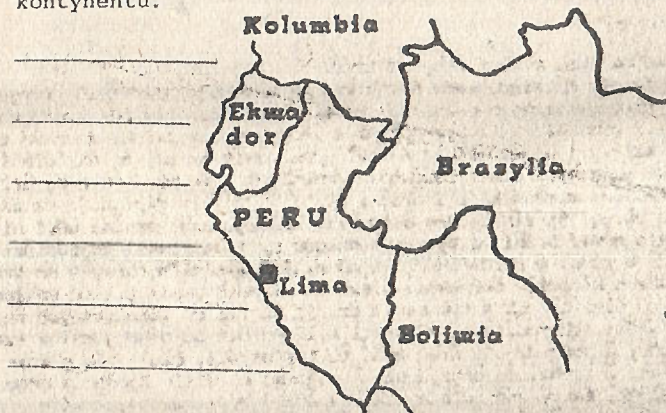 kontynentu.
Kolumbia
Ekwa
dor
Brazylia
PERU
Lima
Boliwia